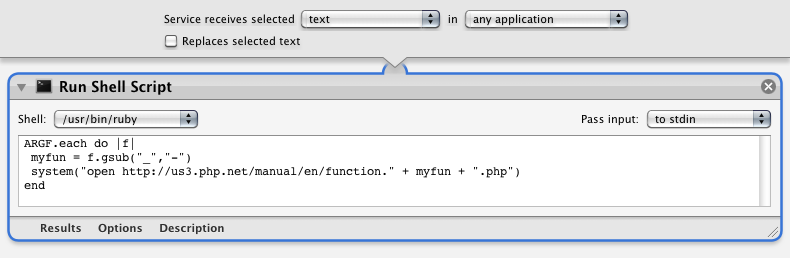 Service receives selected text in any application
Replaces selected text
Run Shell Script
Shell: /usr/bin/ruby Pass input: to stdin
ARGF.each do |f|
 myfun = f.gsub("_","-")
 system("open http://us3.php.net/manual/en/function." + myfun + ".php")
end
Results Options Description